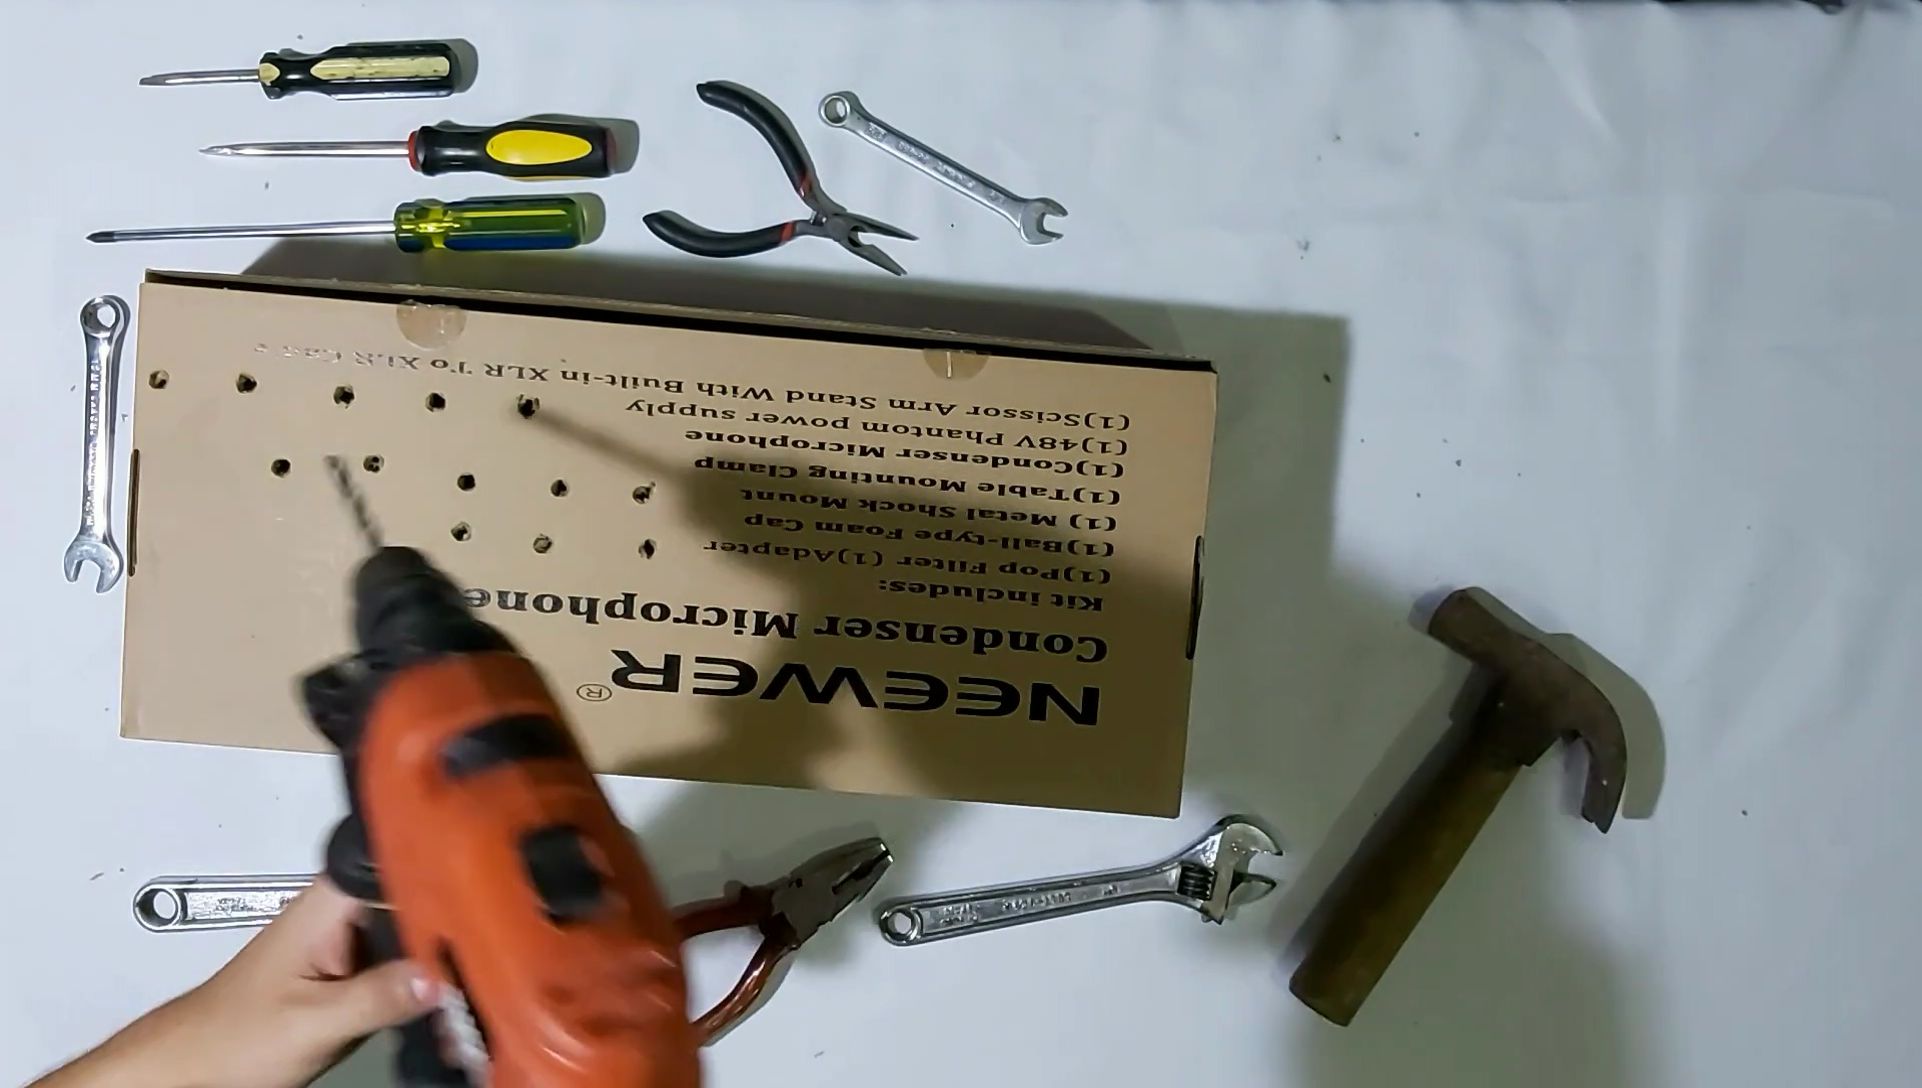 NEEWER®
Condenser Microphone
Kit includes:
(1)Pop Filter (1)Adapter
(1)Ball-type Foam Cap
(1) Metal Shock Mount
(1)Table Mounting Clamp
(1)Condenser Microphone
(1)48V Phantom power supply
(1)Scissor Arm Stand With Built-in XLR To XLR Cable